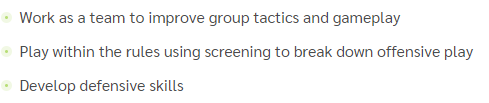 Work as a team to improve group tactics and gameplay
Play within the rules using screening to break down offensive play
Develop defensive skills